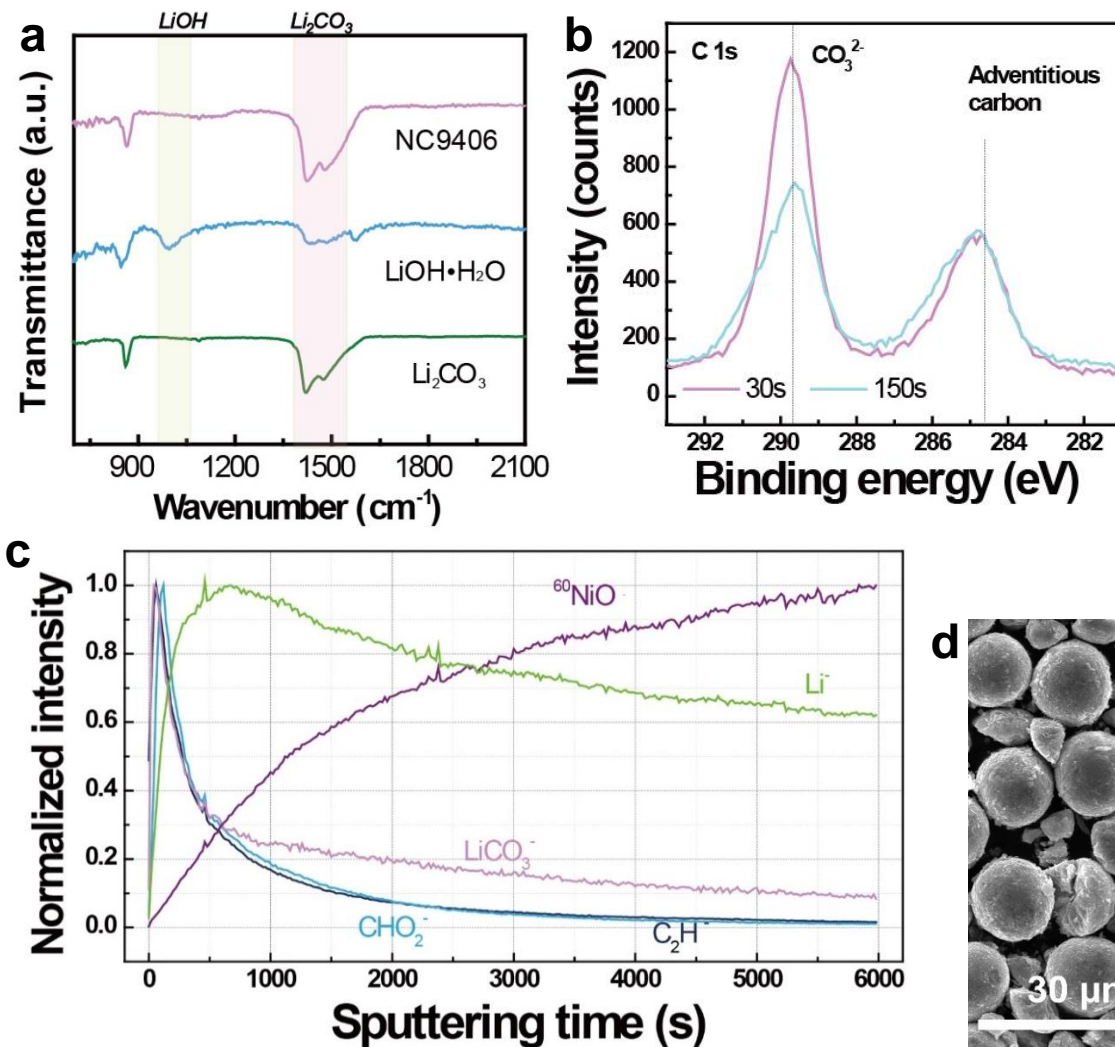 a
LiOH
Li₂CO₃
Transmittance (a.u.)
NC9406
LiOH•H₂O
Li₂CO₃
900
1200
1500
1800
2100
Wavenumber (cm⁻¹)
b
C 1s
CO₃²⁻
Adventitious
carbon
Intensity (counts)
1200
1000
800
600
400
200
0
30s
150s
292
290
288
286
284
282
Binding energy (eV)
c
Normalized intensity
1.0
0.8
0.6
0.4
0.2
0.0
⁶⁰NiO⁻
Li⁻
LiCO₃⁻
CHO₂⁻
C₂H⁻
0
1000
2000
3000
4000
5000
6000
Sputtering time (s)
d
30